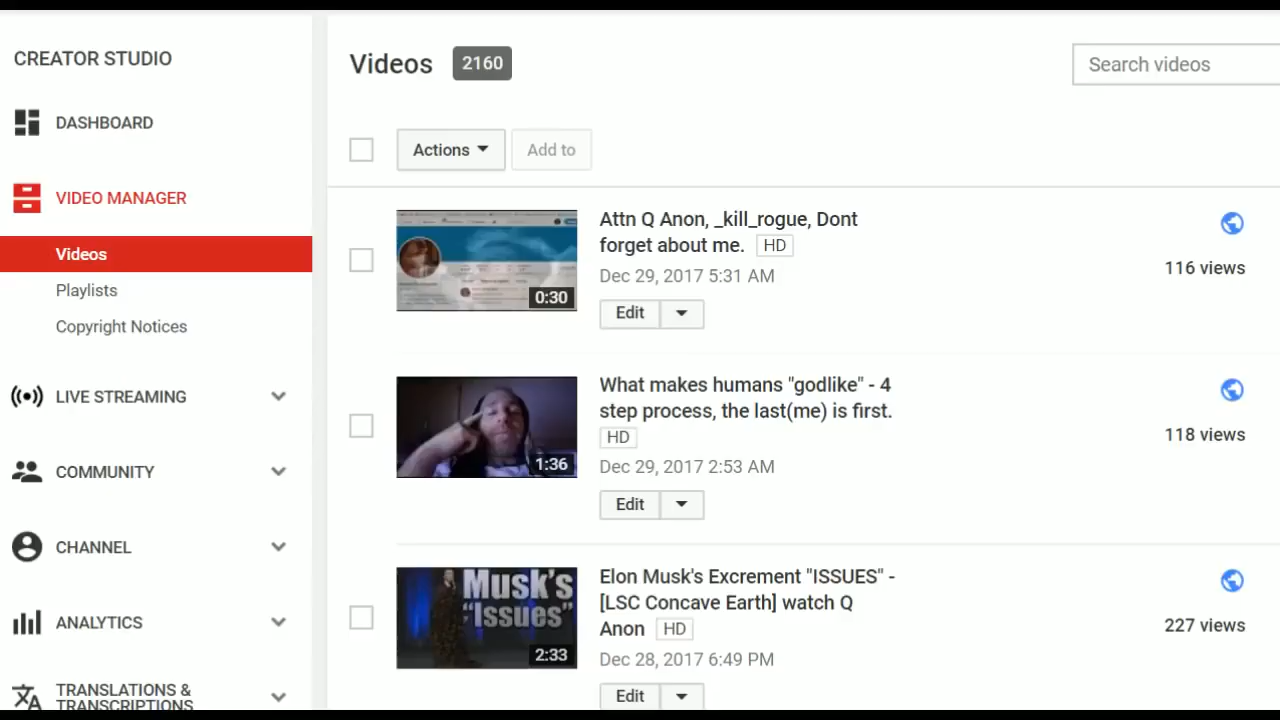 CREATOR STUDIO
DASHBOARD
VIDEO MANAGER
Videos
Playlists
Copyright Notices
LIVE STREAMING
COMMUNITY
CHANNEL
ANALYTICS
TRANSLATIONS &
TRANSCRIPTIONS
Videos 2160
Search videos
Actions Add to
0:30
Attn Q Anon, _kill_rogue, Dont
forget about me. HD
Dec 29, 2017 5:31 AM
Edit
116 views
1:36
What makes humans "godlike" - 4
step process, the last(me) is first.
HD
Dec 29, 2017 2:53 AM
Edit
118 views
Musk's
"Issues"
2:33
Elon Musk's Excrement "ISSUES" -
[LSC Concave Earth] watch Q
Anon HD
Dec 28, 2017 6:49 PM
Edit
227 views